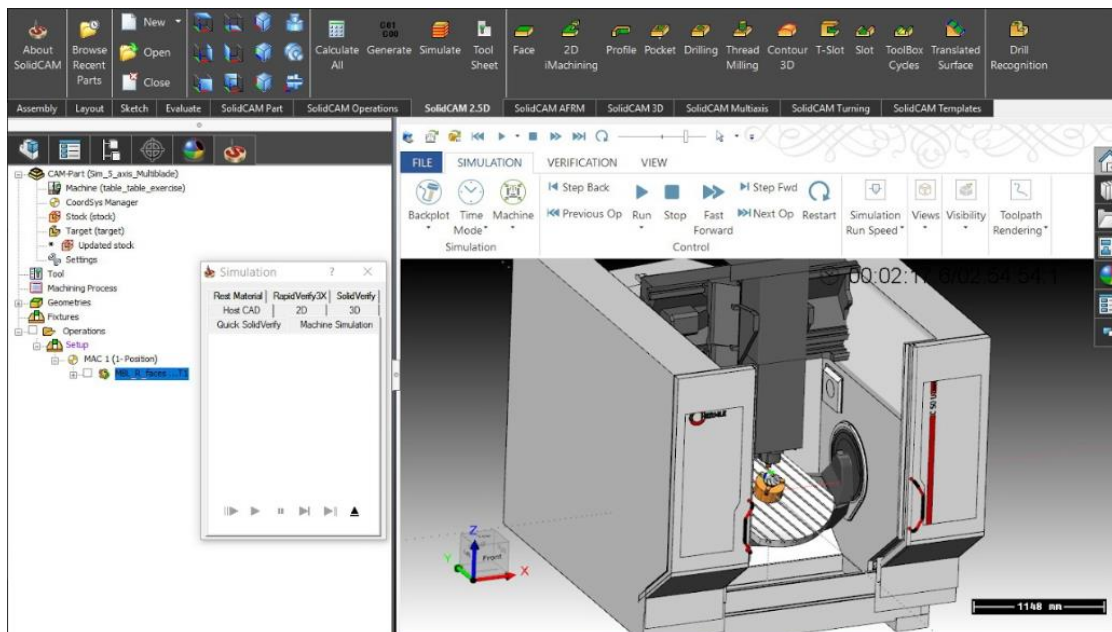 About SolidCAM
Browse Recent Parts
New
Open
Close
Calculate All
G01 G00
Generate
Simulate
Tool Sheet
Face
2D iMachining
Profile
Pocket
Drilling
Thread Milling
Contour 3D
T-Slot
Slot
ToolBox Cycles
Translated Surface
Drill Recognition
Assembly Layout Sketch Evaluate SolidCAM Part SolidCAM Operations SolidCAM 2.5D SolidCAM AFRM SolidCAM 3D SolidCAM Multiaxis SolidCAM Turning SolidCAM Templates
CAM-Part (Sim_5_axis_Multiblade)
Machine (table_table_exercise)
CoordSys Manager
Stock (stock)
Target (target)
Updated stock
Settings
Tool
Machining Process
Geometries
Fixtures
Operations
Setup
MAC 1 (1- Position)
MBL_R_faces ...T3
Simulation ? ×
Rest Material RapidVerify3X SolidVerify
Host CAD 2D 3D
Quick SolidVerify Machine Simulation
FILE SIMULATION VERIFICATION VIEW
Backplot
Time Mode
Machine
Simulation
Step Back
Previous Op
Run
Stop
Fast Forward
Step Fwd
Next Op
Restart
Control
Simulation Run Speed
Views
Visibility
Toolpath Rendering
HERMLE
Z
Y
X
Front
1148 mm